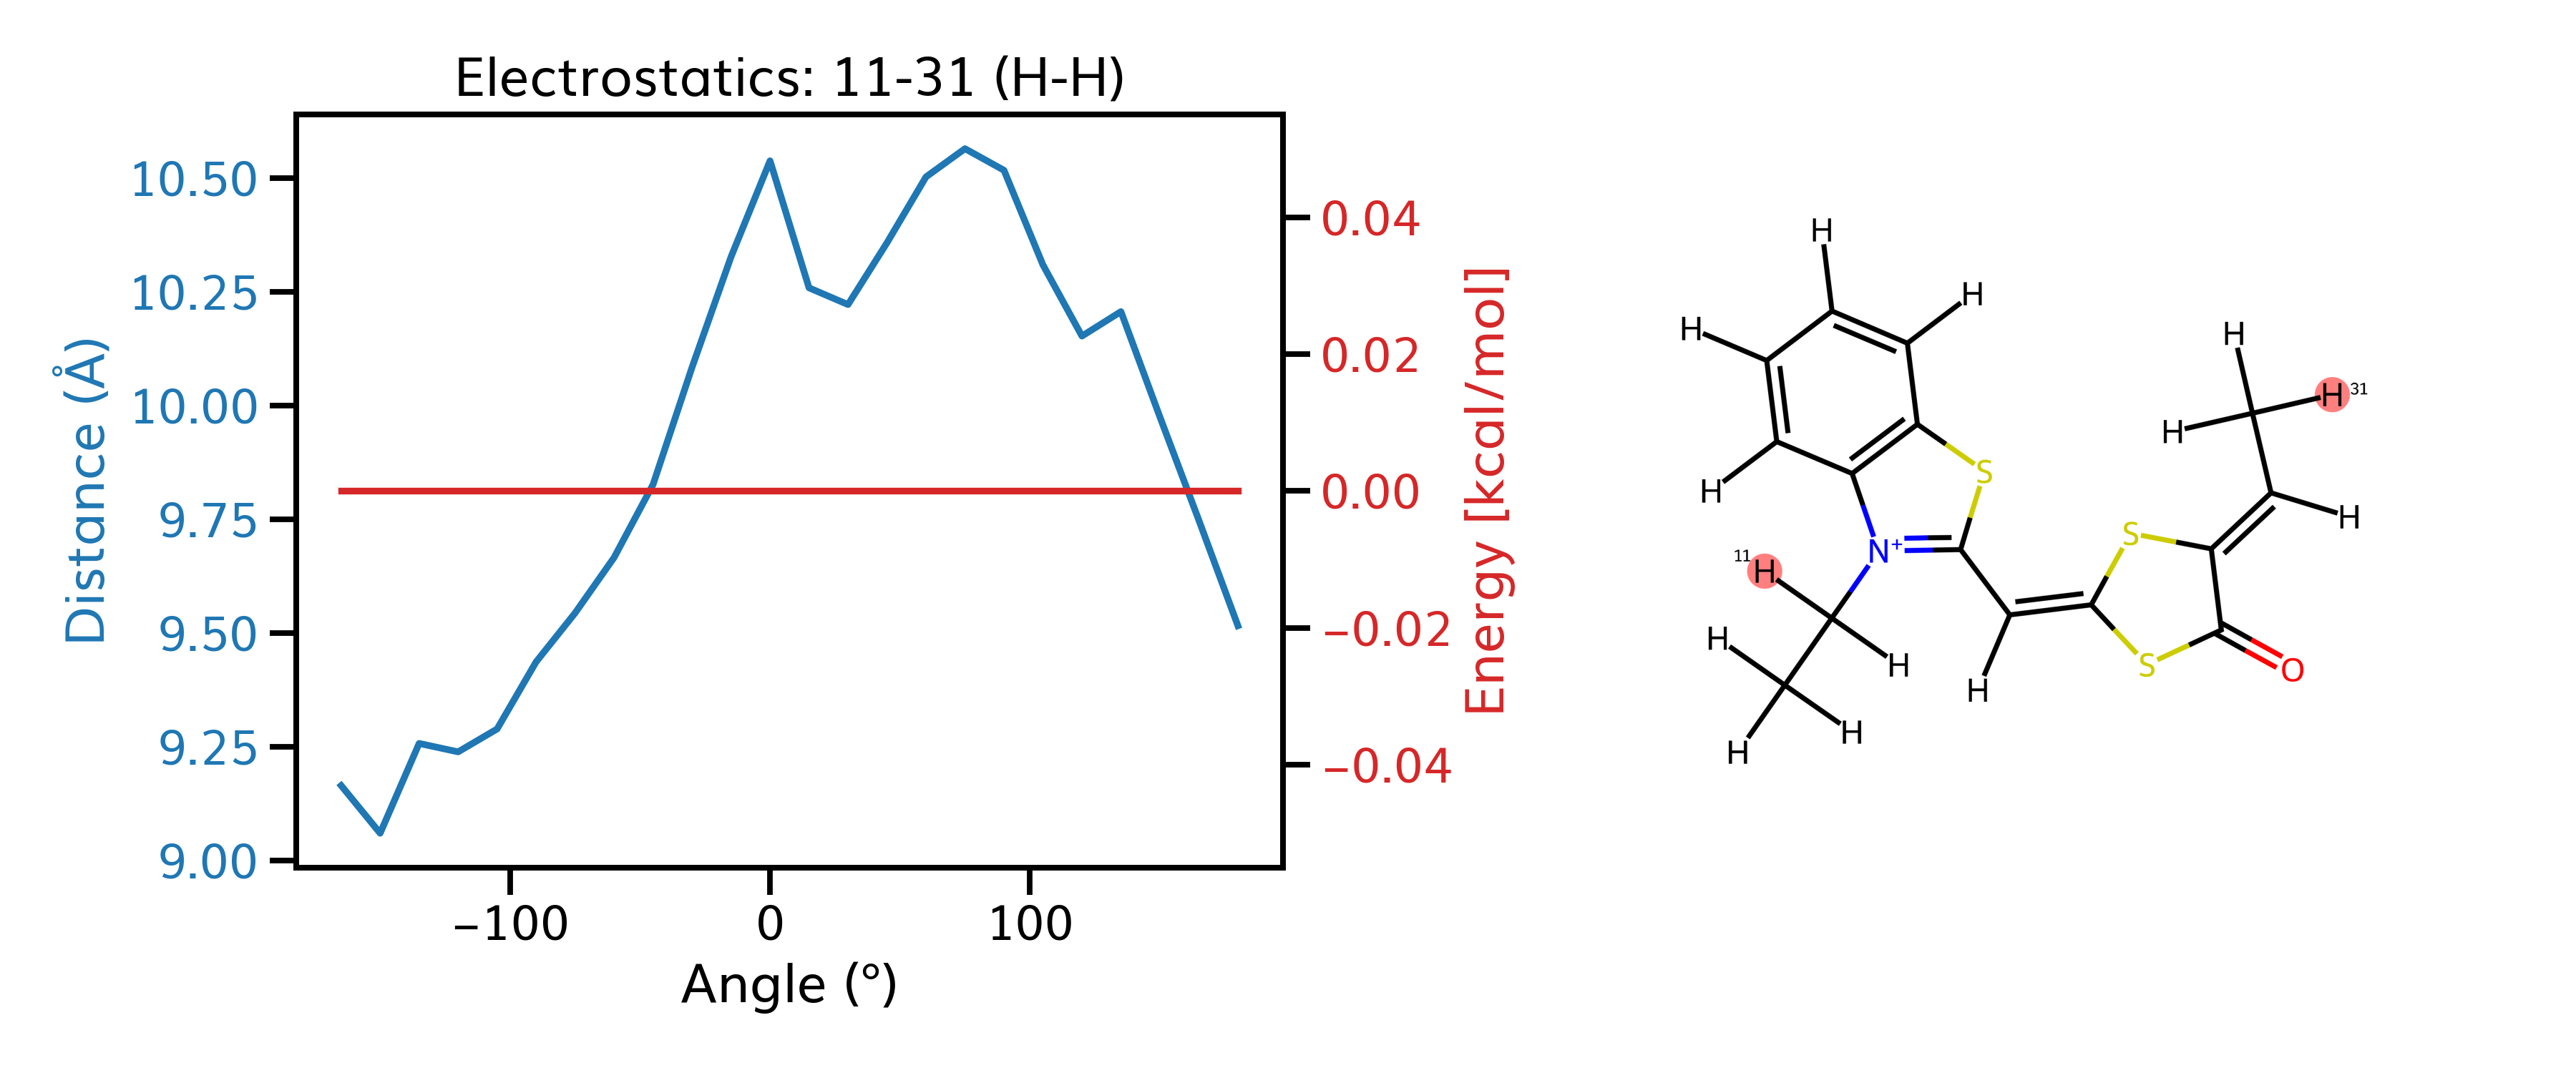 Electrostatics: 11-31 (H-H)
Distance (Å)
10.50
10.25
10.00
9.75
9.50
9.25
9.00
0.04
0.02
0.00
−0.02
−0.04
Energy [kcal/mol]
−100 0 100
Angle (°)
H
H
H
H
H
H 31
H
S
H
H
S
N+
11 H
H
H
S
O
H
H
H